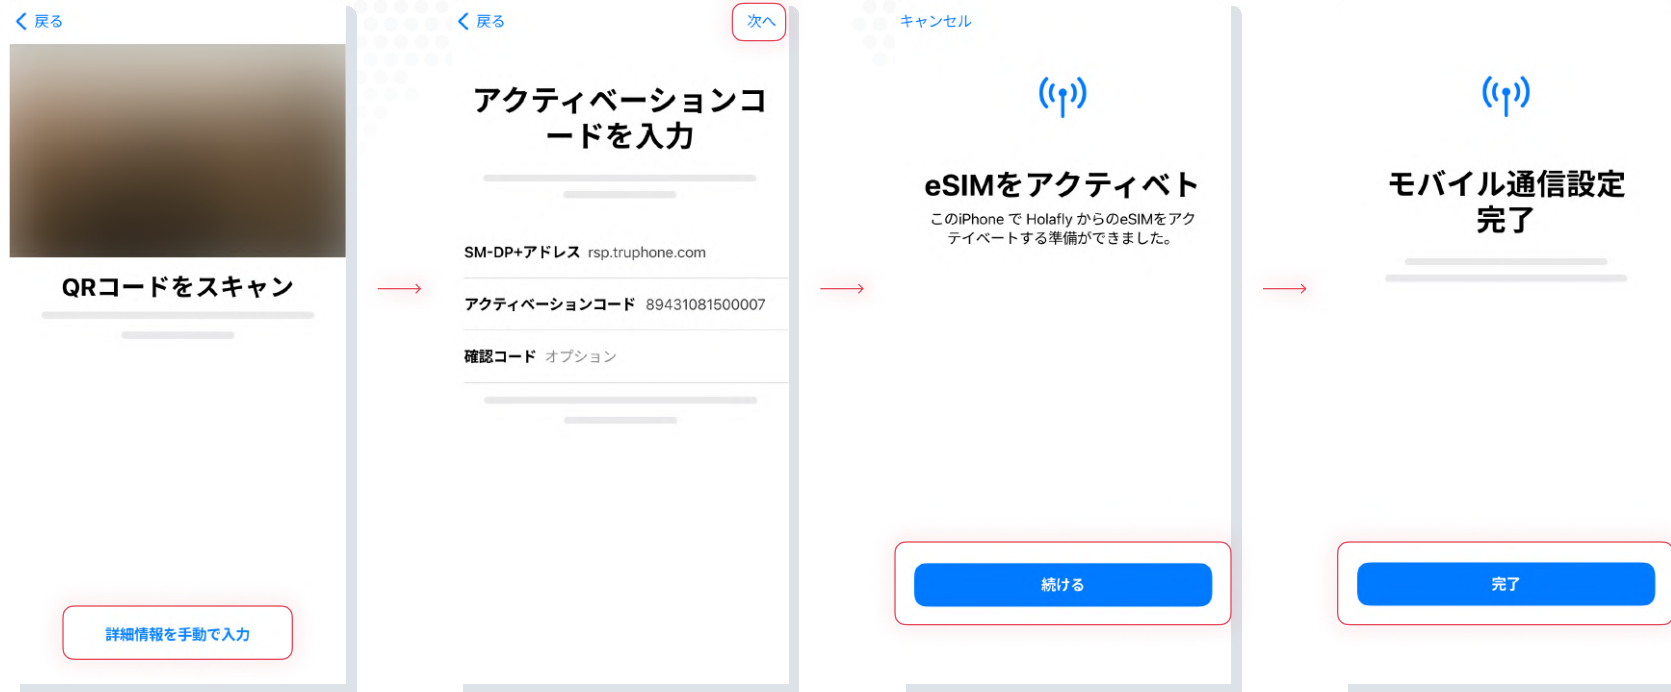 戻る
QRコードをスキャン
詳細情報を手動で入力
戻る
次へ
アクティベーションコ
ードを入力
SM-DP+アドレス rsp.truphone.com
アクティベーションコード 89431081500007
確認コード オプション
キャンセル
eSIMをアクティベト
このiPhone で Holafly からのeSIMをアク
テイベートする準備ができました。
続ける
モバイル通信設定
完了
完了